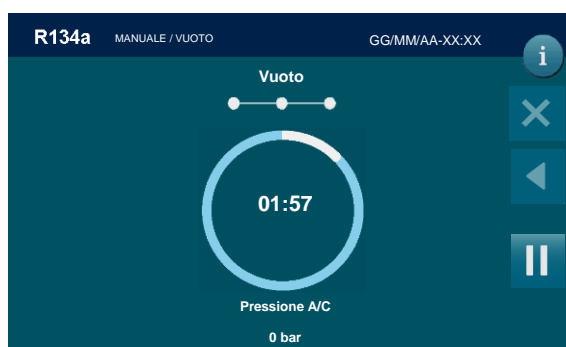 R134a MANUALE / VUOTO GG/MM/AA-XX:XX
i
Vuoto
01:57
Pressione A/C
0 bar